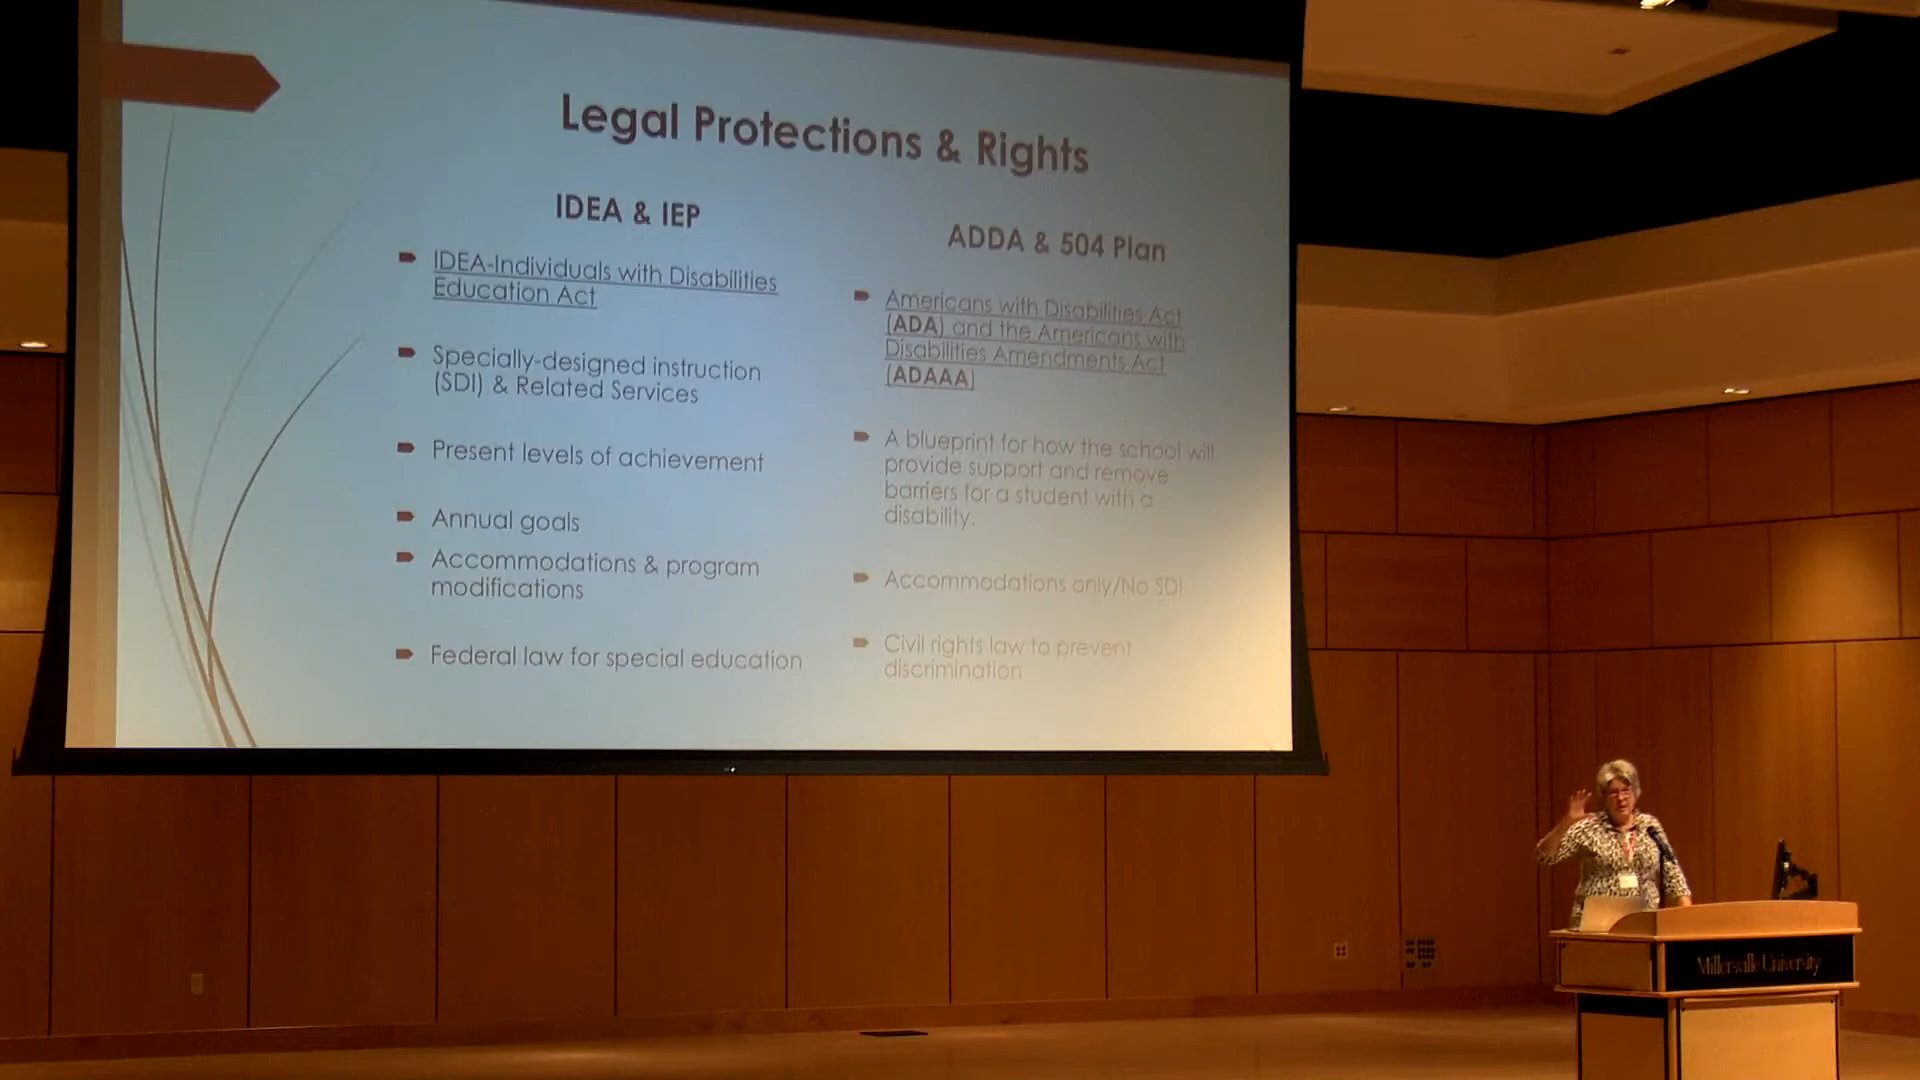 Legal Protections & Rights
IDEA & IEP
IDEA-Individuals with Disabilities
Education Act
Specially-designed instruction
(SDI) & Related Services
Present levels of achievement
Annual goals
Accommodations & program
modifications
Federal law for special education
ADDA & 504 Plan
Americans with Disabilities Act
(ADA) and the Americans with
Disabilities Amendments Act
(ADAAA)
A blueprint for how the school will
provide support and remove
barriers for a student with a
disability.
Accommodations only/No SDI
Civil rights law to prevent
discrimination
Millersville University